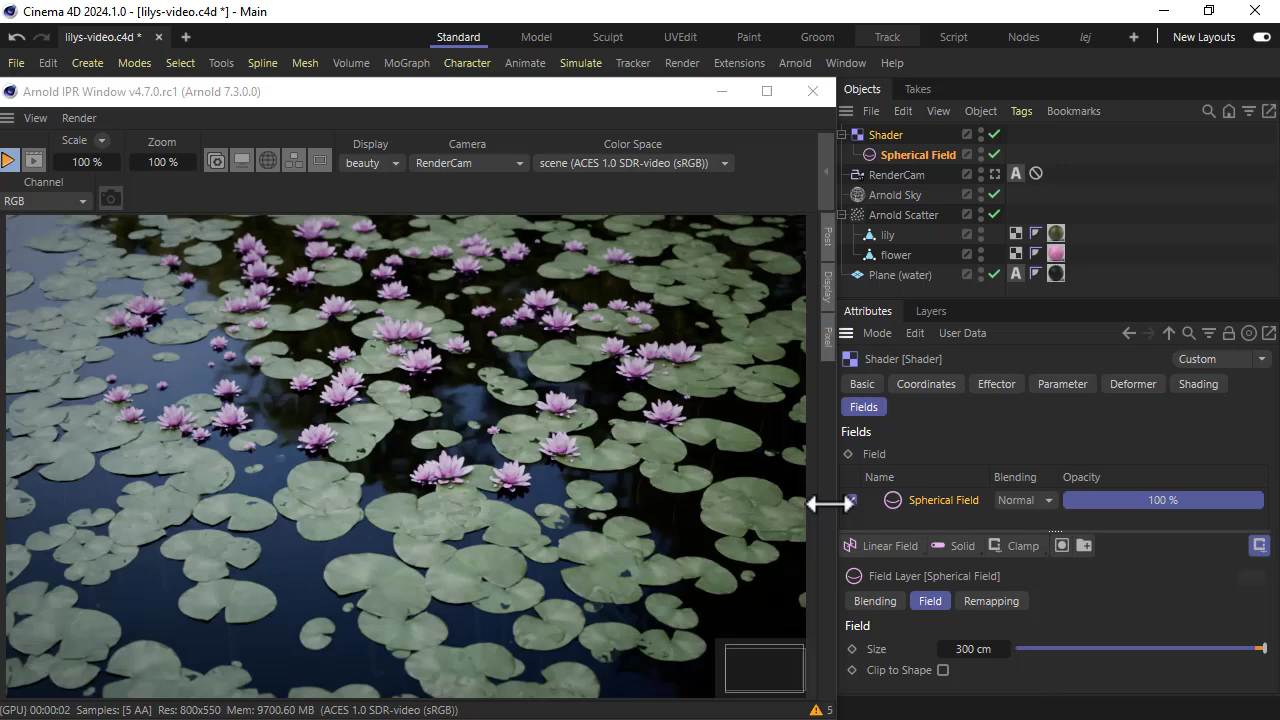 Cinema 4D 2024.1.0 - [lilys-video.c4d *] - Main
lilys-video.c4d *
Standard Model Sculpt UVEdit Paint Groom Track Script Nodes lej New Layouts
File Edit Create Modes Select Tools Spline Mesh Volume MoGraph Character Animate Simulate Tracker Render Extensions Arnold Window Help
Arnold IPR Window v4.7.0.rc1 (Arnold 7.3.0.0)
View Render
Scale Zoom Display Camera Color Space
100 % 100 % beauty RenderCam scene (ACES 1.0 SDR-video (sRGB))
Channel
RGB
Post
Display
Pixel
(GPU) 00:00:02 Samples: [5 AA] Res: 800x550 Mem: 9700.60 MB (ACES 1.0 SDR-video (sRGB)) 5
Objects Takes
File Edit View Object Tags Bookmarks
Shader
Spherical Field
RenderCam
Arnold Sky
Arnold Scatter
lily
flower
Plane (water)
Attributes Layers
Mode Edit User Data
Shader [Shader] Custom
Basic Coordinates Effector Parameter Deformer Shading
Fields
Fields
Field
Name Blending Opacity
Spherical Field Normal 100 %
Linear Field Solid Clamp
Field Layer [Spherical Field]
Blending Field Remapping
Field
Size 300 cm
Clip to Shape